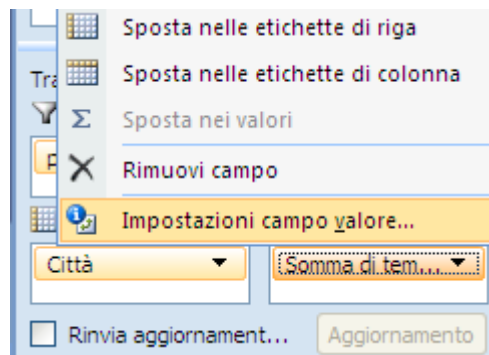 Sposta nelle etichette di riga
Tra
Sposta nelle etichette di colonna
Σ Sposta nei valori
Rimuovi campo
Impostazioni campo valore...
Città
Somma di tem...
Rinvia aggiornament...
Aggiornamento